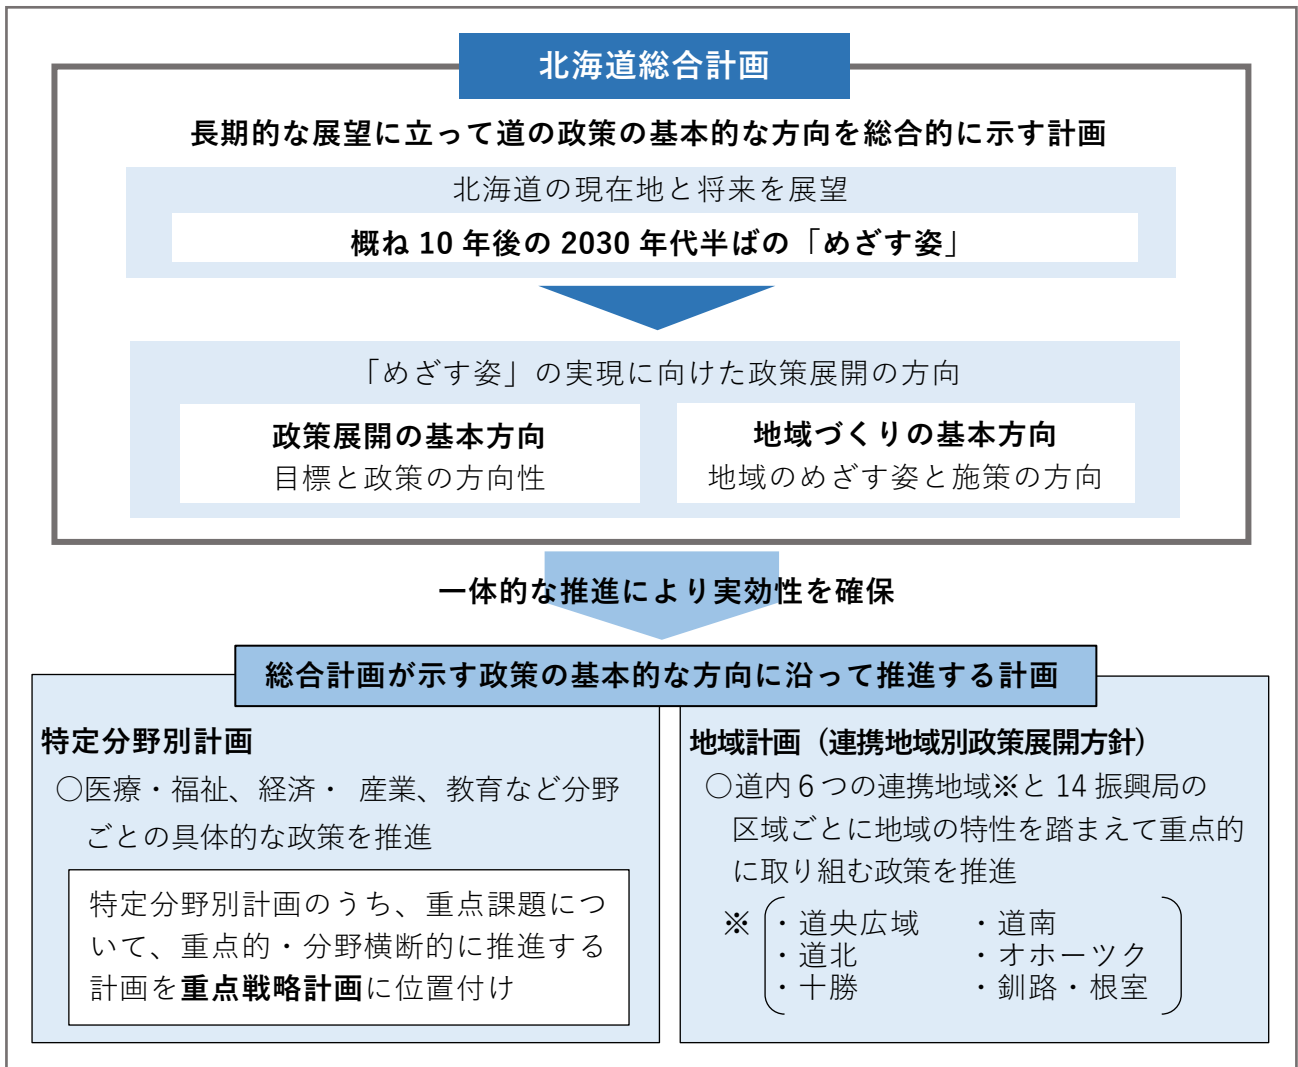 北海道総合計画
長期的な展望に立って道の政策の基本的な方向を総合的に示す計画
北海道の現在地と将来を展望
概ね 10 年後の 2030 年代半ばの「めざす姿」
「めざす姿」の実現に向けた政策展開の方向
政策展開の基本方向
目標と政策の方向性
地域づくりの基本方向
地域のめざす姿と施策の方向
一体的な推進により実効性を確保
総合計画が示す政策の基本的な方向に沿って推進する計画
特定分野別計画
○医療・福祉、経済・ 産業、教育など分野
ごとの具体的な政策を推進
特定分野別計画のうち、重点課題につ
いて、重点的・分野横断的に推進する
計画を重点戦略計画に位置付け
地域計画（連携地域別政策展開方針）
○道内６つの連携地域※と 14 振興局の
区域ごとに地域の特性を踏まえて重点的
に取り組む政策を推進
※ ・道央広域 ・道南
・道北 ・オホーツク
・十勝 ・釧路・根室